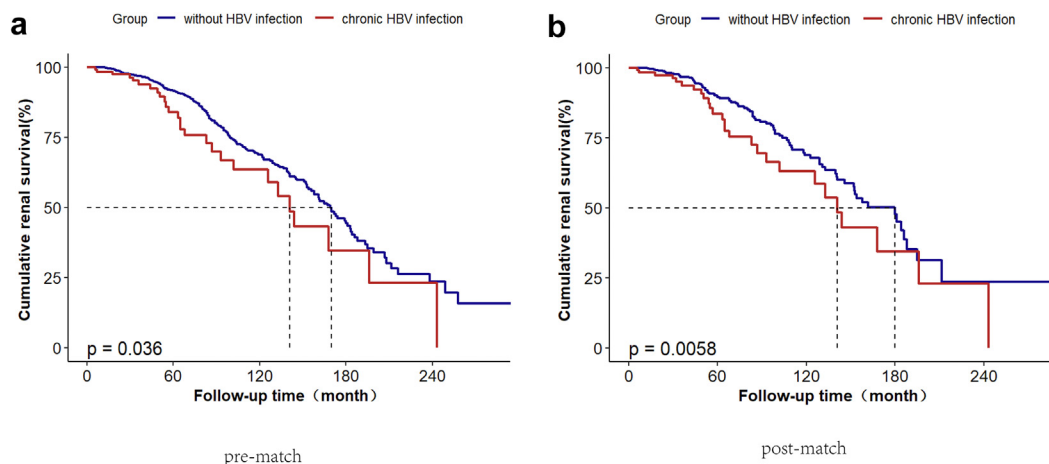 a
Group without HBV infection chronic HBV infection
Cumulative renal survival(%)
100
75
50
25
0
p = 0.036
0 60 120 180 240
Follow-up time（month）
pre-match
b
Group without HBV infection chronic HBV infection
Cumulative renal survival(%)
100
75
50
25
0
p = 0.0058
0 60 120 180 240
Follow-up time（month）
post-match